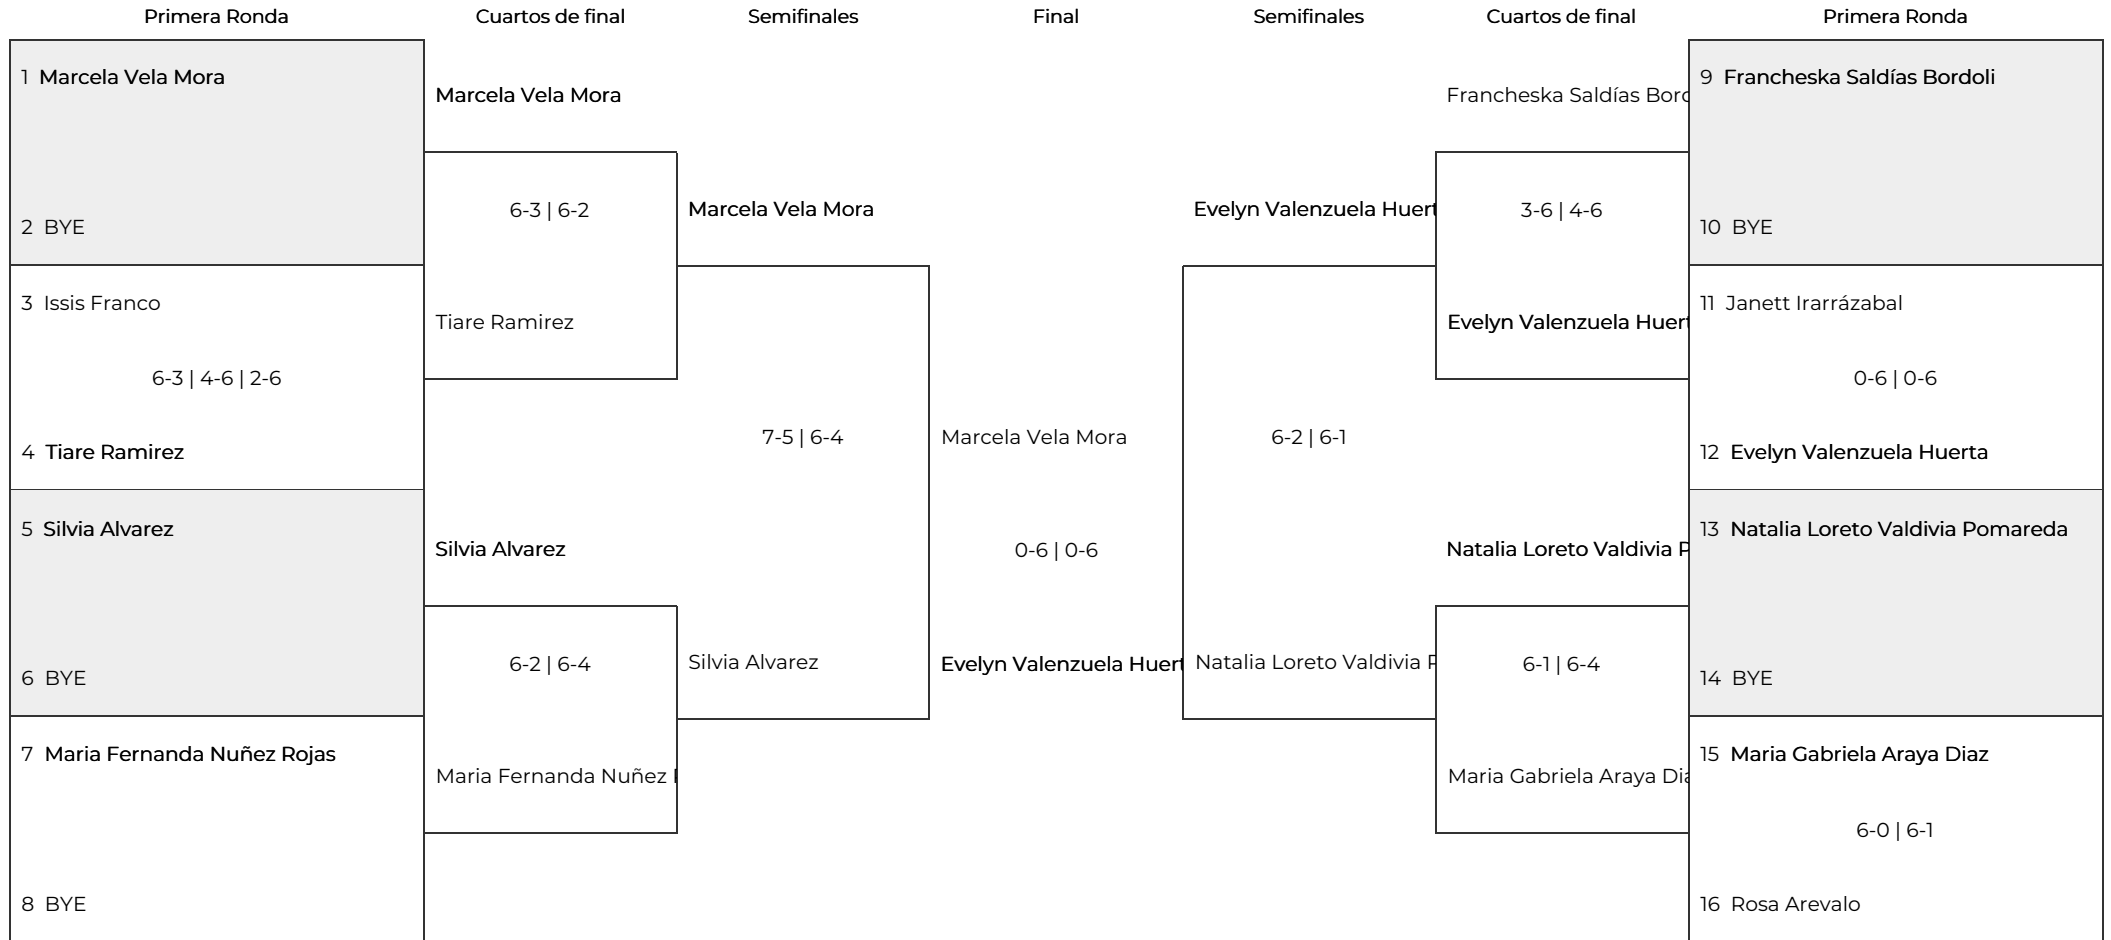 Primera Ronda
Cuartos de final
Semifinales
Final
Semifinales
Cuartos de final
Primera Ronda
1 Marcela Vela Mora
2 BYE
3 Issis Franco
6-3 | 4-6 | 2-6
4 Tiare Ramirez
5 Silvia Alvarez
6 BYE
7 Maria Fernanda Nuñez Rojas
8 BYE
Marcela Vela Mora
6-3 | 6-2
Tiare Ramirez
Silvia Alvarez
6-2 | 6-4
Maria Fernanda Nuñez
Marcela Vela Mora
7-5 | 6-4
Silvia Alvarez
Marcela Vela Mora
0-6 | 0-6
Evelyn Valenzuela Huert
Evelyn Valenzuela Huert
6-2 | 6-1
Natalia Loreto Valdivia P
Francheska Saldías Bord
3-6 | 4-6
Evelyn Valenzuela Huert
Natalia Loreto Valdivia P
6-1 | 6-4
Maria Gabriela Araya Dia
9 Francheska Saldías Bordoli
10 BYE
11 Janett Irarrázabal
0-6 | 0-6
12 Evelyn Valenzuela Huerta
13 Natalia Loreto Valdivia Pomareda
14 BYE
15 Maria Gabriela Araya Diaz
6-0 | 6-1
16 Rosa Arevalo